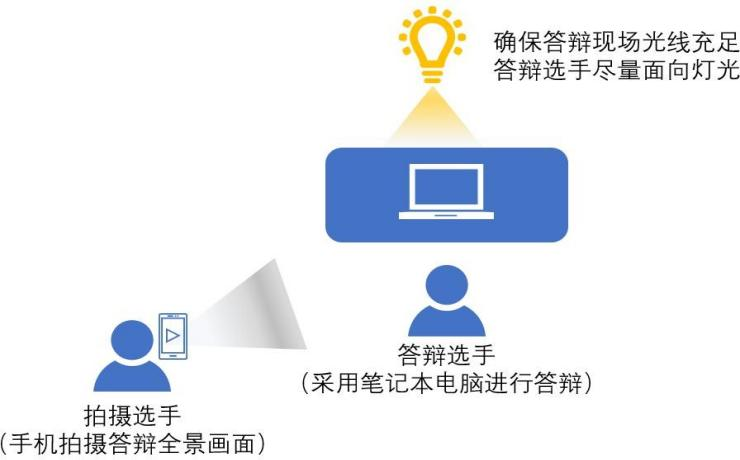 确保答辩现场光线充足
答辩选手尽量面向灯光
答辩选手
（采用笔记本电脑进行答辩）
拍摄选手
（手机拍摄答辩全景画面）